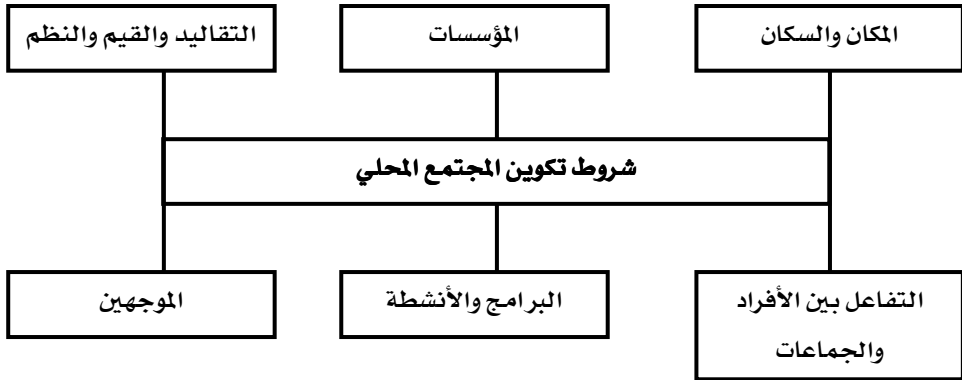 المكان والسكان
المؤسسات
التقاليد والقيم والنظم
شروط تكوين المجتمع المحلي
التفاعل بين الأفراد
والجماعات
البرامج والأنشطة
الموجهين